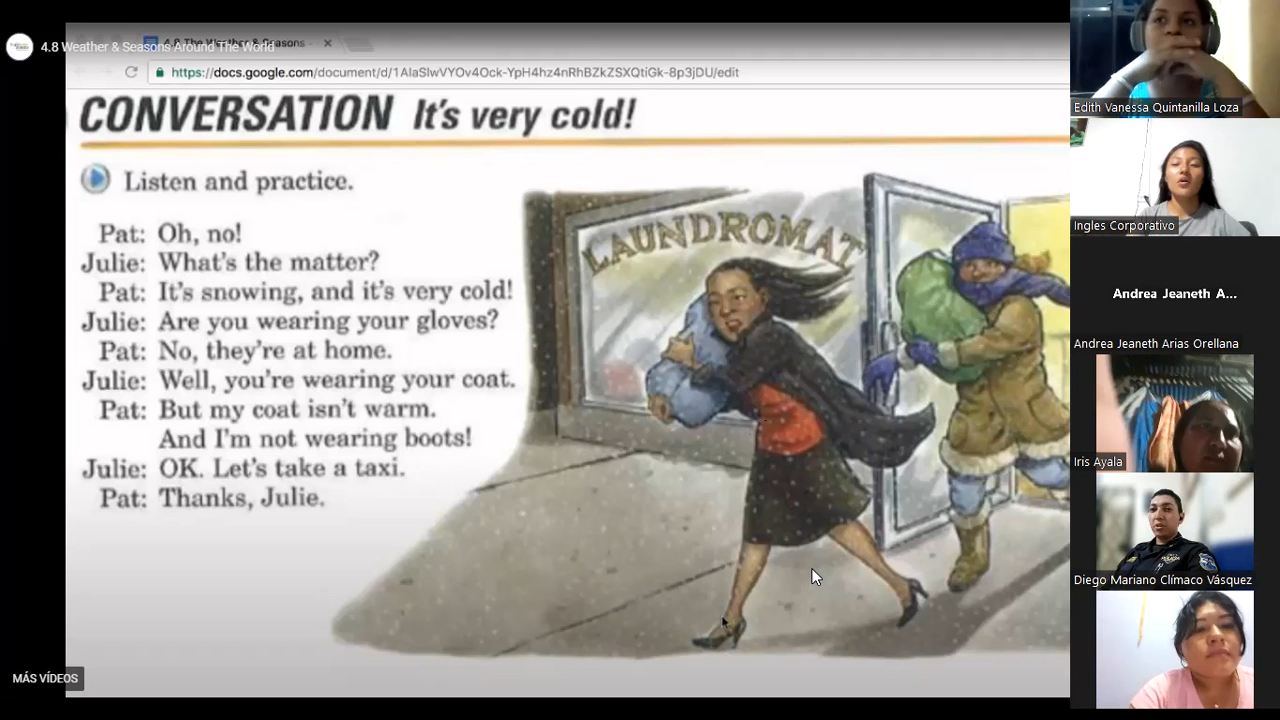 4.8 Weather & Seasons Around The World
https://docs.google.com/document/d/1AlaSlwVYOv4Ock-YpH4hz4nRhBZkZSXQtiGk-8p3jDU/edit
CONVERSATION It's very cold!
Listen and practice.
Pat: Oh, no!
Julie: What's the matter?
Pat: It's snowing, and it's very cold!
Julie: Are you wearing your gloves?
Pat: No, they're at home.
Julie: Well, you're wearing your coat.
Pat: But my coat isn't warm.
And I'm not wearing boots!
Julie: OK. Let's take a taxi.
Pat: Thanks, Julie.
LAUNDROMAT
MÁS VÍDEOS
Edith Vanessa Quintanilla Loza
Ingles Corporativo
Andrea Jeaneth A...
Andrea Jeaneth Arias Orellana
Iris Ayala
Diego Mariano Clímaco Vásquez